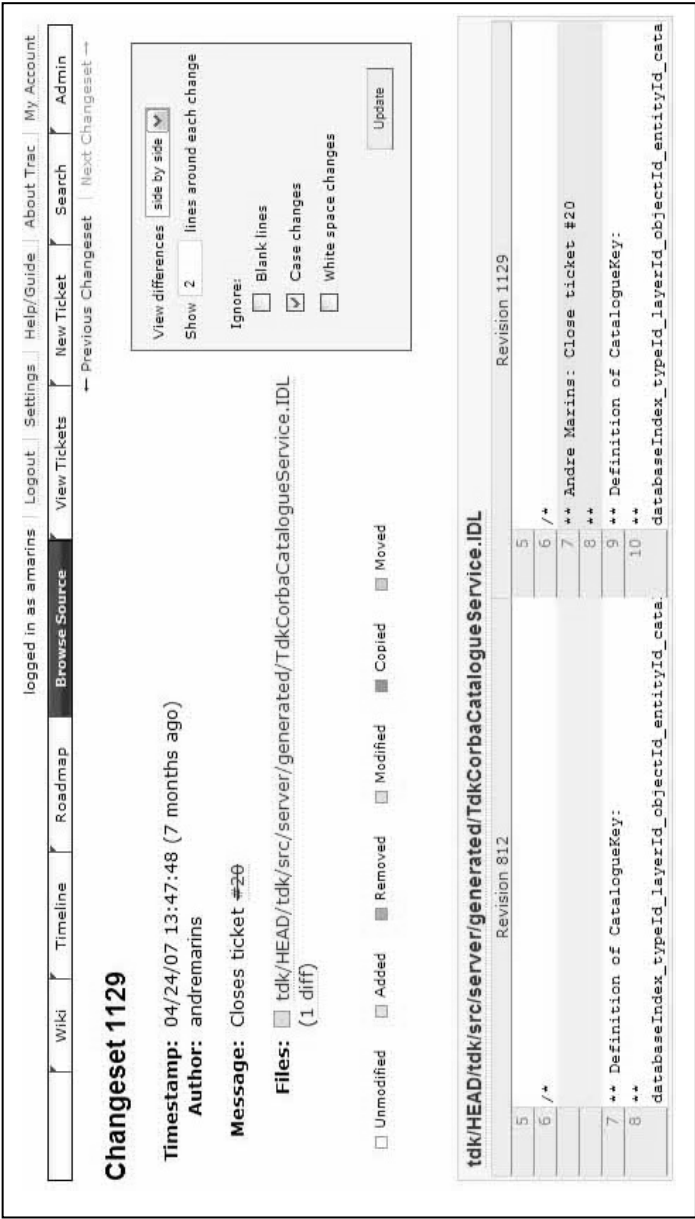 logged in as amarins | Logout | Settings | Help/Guide | About Trac | My Account
Wiki Timeline Roadmap Browse Source View Tickets New Ticket Search Admin
← Previous Changeset | Next Changeset →
Changeset 1129
View differences side by side
Show 2 lines around each change
Ignore:
Blank lines
Case changes
White space changes
Update
Timestamp: 04/24/07 13:47:48 (7 months ago)
Author: andremarins
Message: Closes ticket #20
Files: tdk/HEAD/tdk/src/server/generated/TdkCorbaCatalogueService.IDL
(1 diff)
Unmodified Added Removed Modified Copied Moved
tdk/HEAD/tdk/src/server/generated/TdkCorbaCatalogueService.IDL
Revision 812 Revision 1129
5 5
6 /* 6 /*
7 ** Andre Marins: Close ticket #20
8 **
7 ** Definition of CatalogueKey: 9 ** Definition of CatalogueKey:
8 ** 10 **
databaseIndex_typeId_layerId_objectId_entityId_cata databaseIndex_typeId_layerId_objectId_entityId_cata